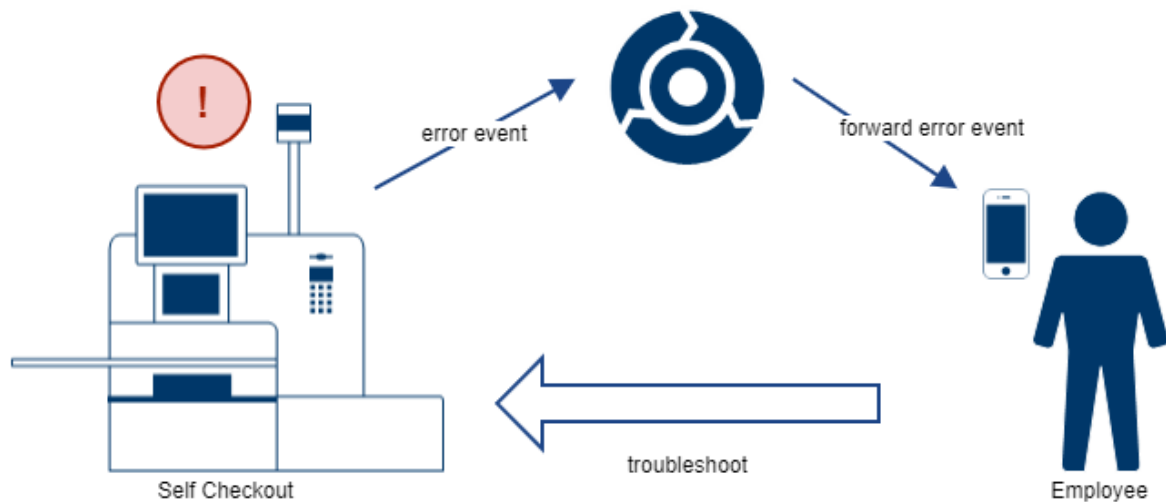 !
error event
forward error event
troubleshoot
Self Checkout
Employee